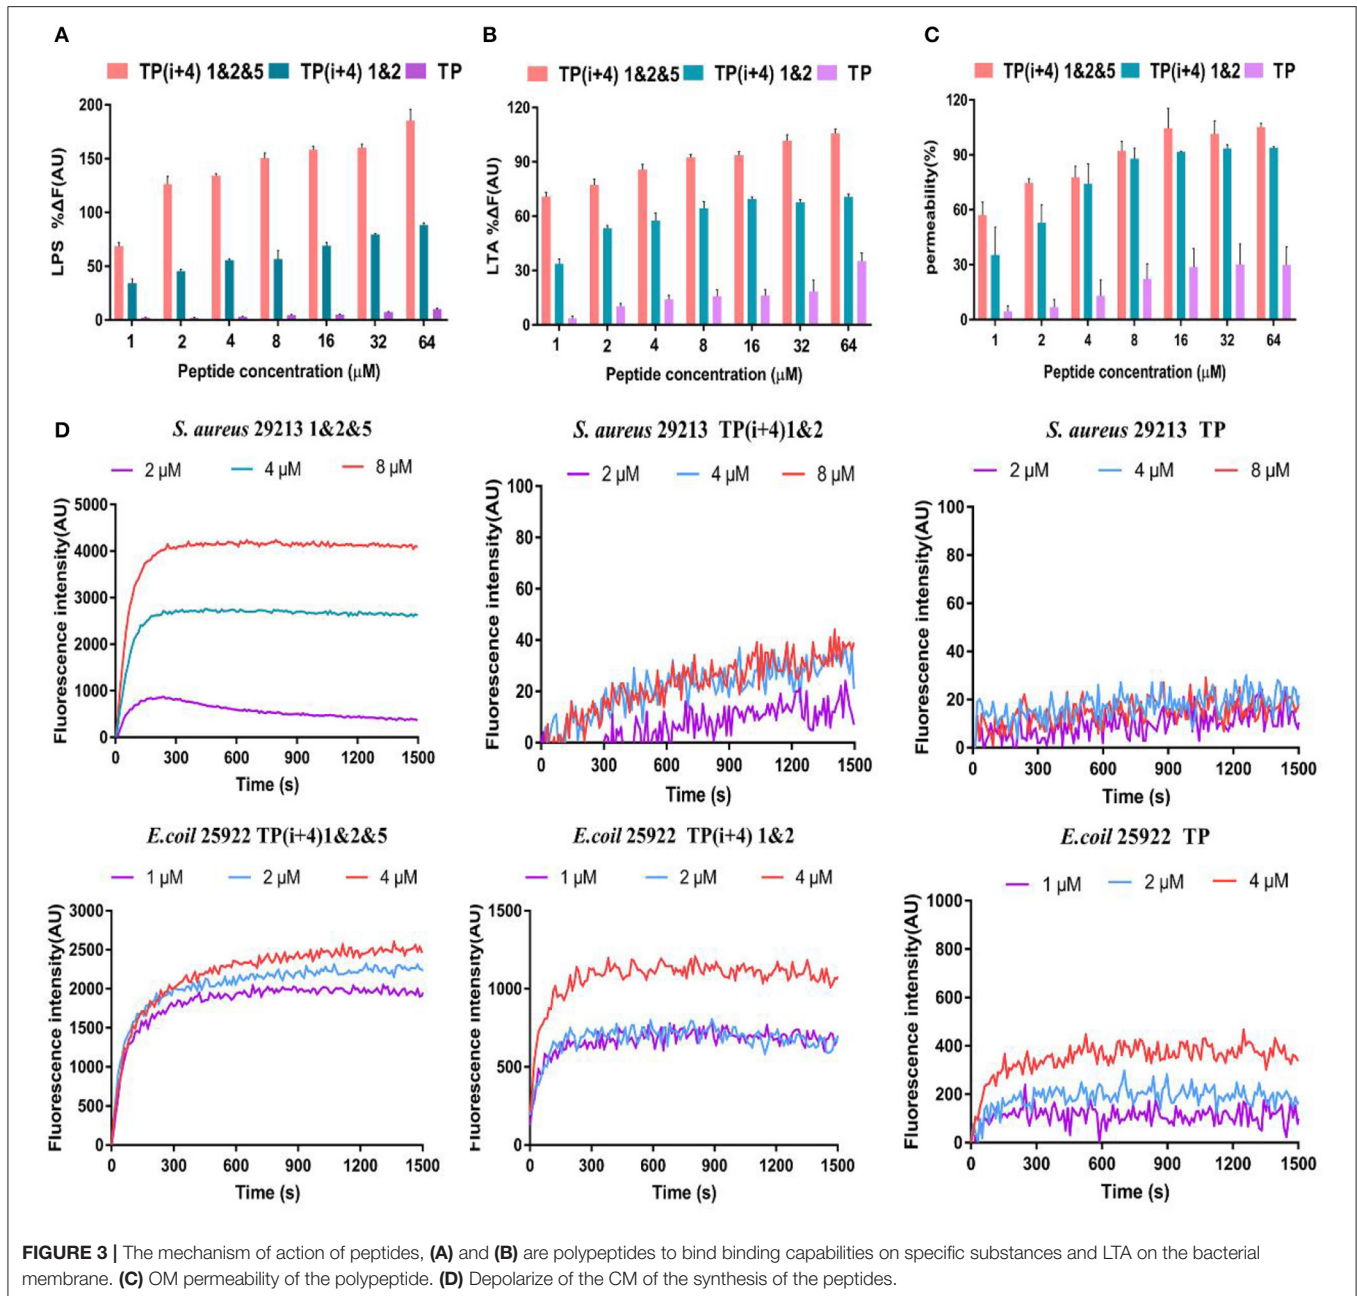 A
TP(i+4) 1&2&5 TP(i+4) 1&2 TP
LPS %ΔF(AU)
200
150
100
50
0
1 2 4 8 16 32 64
Peptide concentration (μM)
B
TP(i+4) 1&2&5 TP(i+4) 1&2 TP
LTA %ΔF(AU)
120
90
60
30
0
1 2 4 8 16 32 64
Peptide concentration (μM)
C
TP(i+4) 1&2&5 TP(i+4) 1&2 TP
permeability(%)
120
90
60
30
0
1 2 4 8 16 32 64
Peptide concentration (μM)
D
S. aureus 29213 1&2&5
2 μM 4 μM 8 μM
Fluorescence intensity(AU)
5000
4000
3000
2000
1000
0
0 300 600 900 1200 1500
Time (s)
S. aureus 29213 TP(i+4)1&2
2 μM 4 μM 8 μM
Fluorescence intensity(AU)
100
80
60
40
20
0
0 300 600 900 1200 1500
Time (s)
S. aureus 29213 TP
2 μM 4 μM 8 μM
Fluorescence intensity(AU)
100
80
60
40
20
0
0 300 600 900 1200 1500
Time (s)
E.coil 25922 TP(i+4)1&2&5
1 μM 2 μM 4 μM
Fluorescence intensity(AU)
3000
2500
2000
1500
1000
500
0
0 300 600 900 1200 1500
Time (s)
E.coil 25922 TP(i+4) 1&2
1 μM 2 μM 4 μM
Fluorescence intensity(AU)
1500
1000
500
0
0 300 600 900 1200 1500
Time (s)
E.coil 25922 TP
1 μM 2 μM 4 μM
Fluorescence intensity(AU)
1000
800
600
400
200
0
0 300 600 900 1200 1500
Time (s)
FIGURE 3 | The mechanism of action of peptides, (A) and (B) are polypeptides to bind binding capabilities on specific substances and LTA on the bacterial
membrane. (C) OM permeability of the polypeptide. (D) Depolarize of the CM of the synthesis of the peptides.